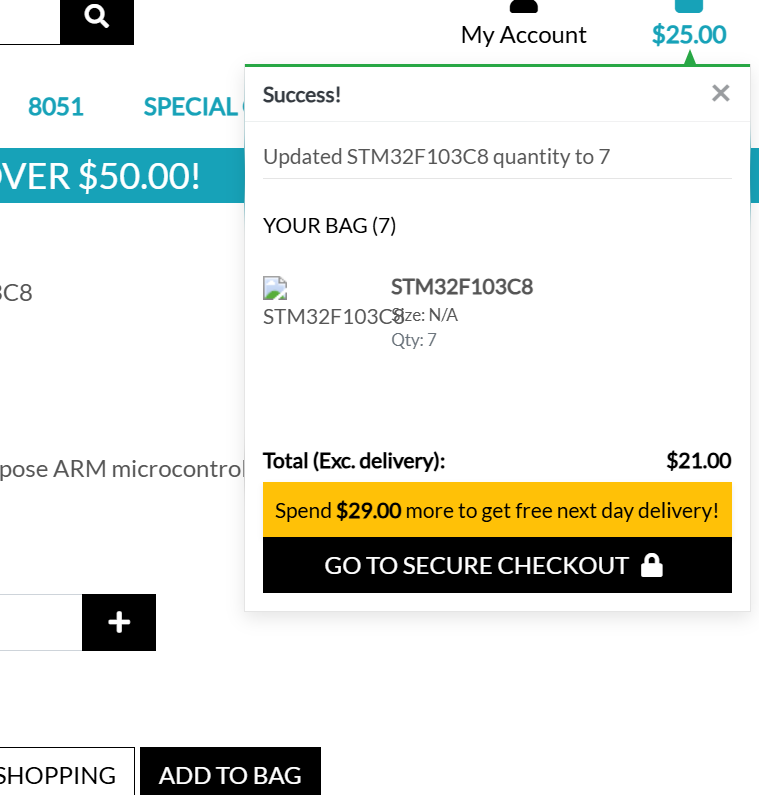 My Account
$25.00
8051
SPECIAL
VER $50.00!
Success!
×
Updated STM32F103C8 quantity to 7
YOUR BAG (7)
3C8
STM32F103C8
STM32F103C8
Size: N/A
Qty: 7
pose ARM microcontrol
Total (Exc. delivery):
$21.00
Spend $29.00 more to get free next day delivery!
GO TO SECURE CHECKOUT
SHOPPING
ADD TO BAG